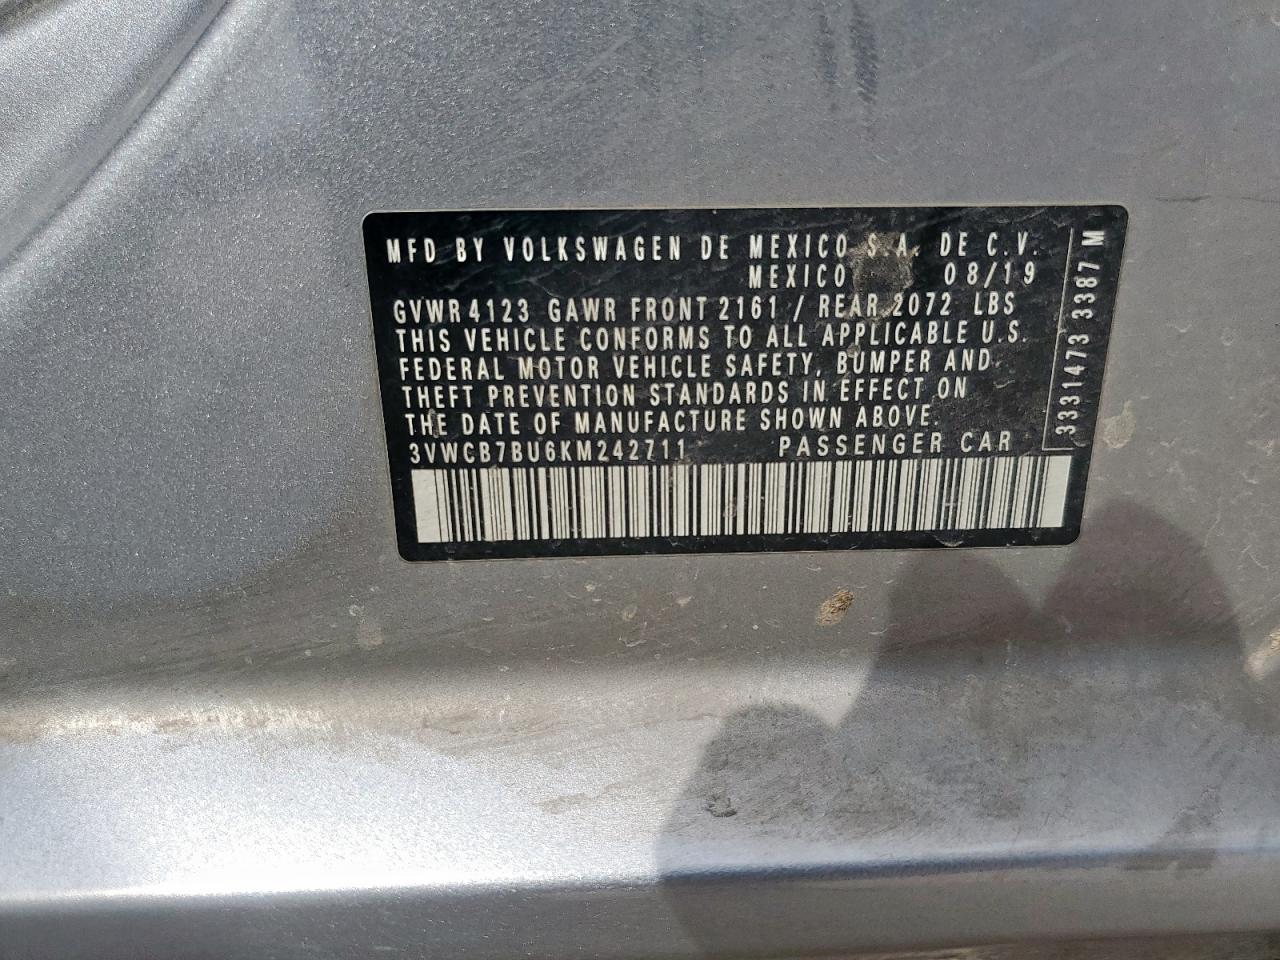 MFD BY VOLKSWAGEN DE MEXICO S.A. DE C.V.
MEXICO 08/19
GVWR 4123 GAWR FRONT 2161 / REAR 2072 LBS
THIS VEHICLE CONFORMS TO ALL APPLICABLE U.S.
FEDERAL MOTOR VEHICLE SAFETY, BUMPER AND
THEFT PREVENTION STANDARDS IN EFFECT ON
THE DATE OF MANUFACTURE SHOWN ABOVE.
3VWCB7BU6KM242711 PASSENGER CAR
3331473 3387 M